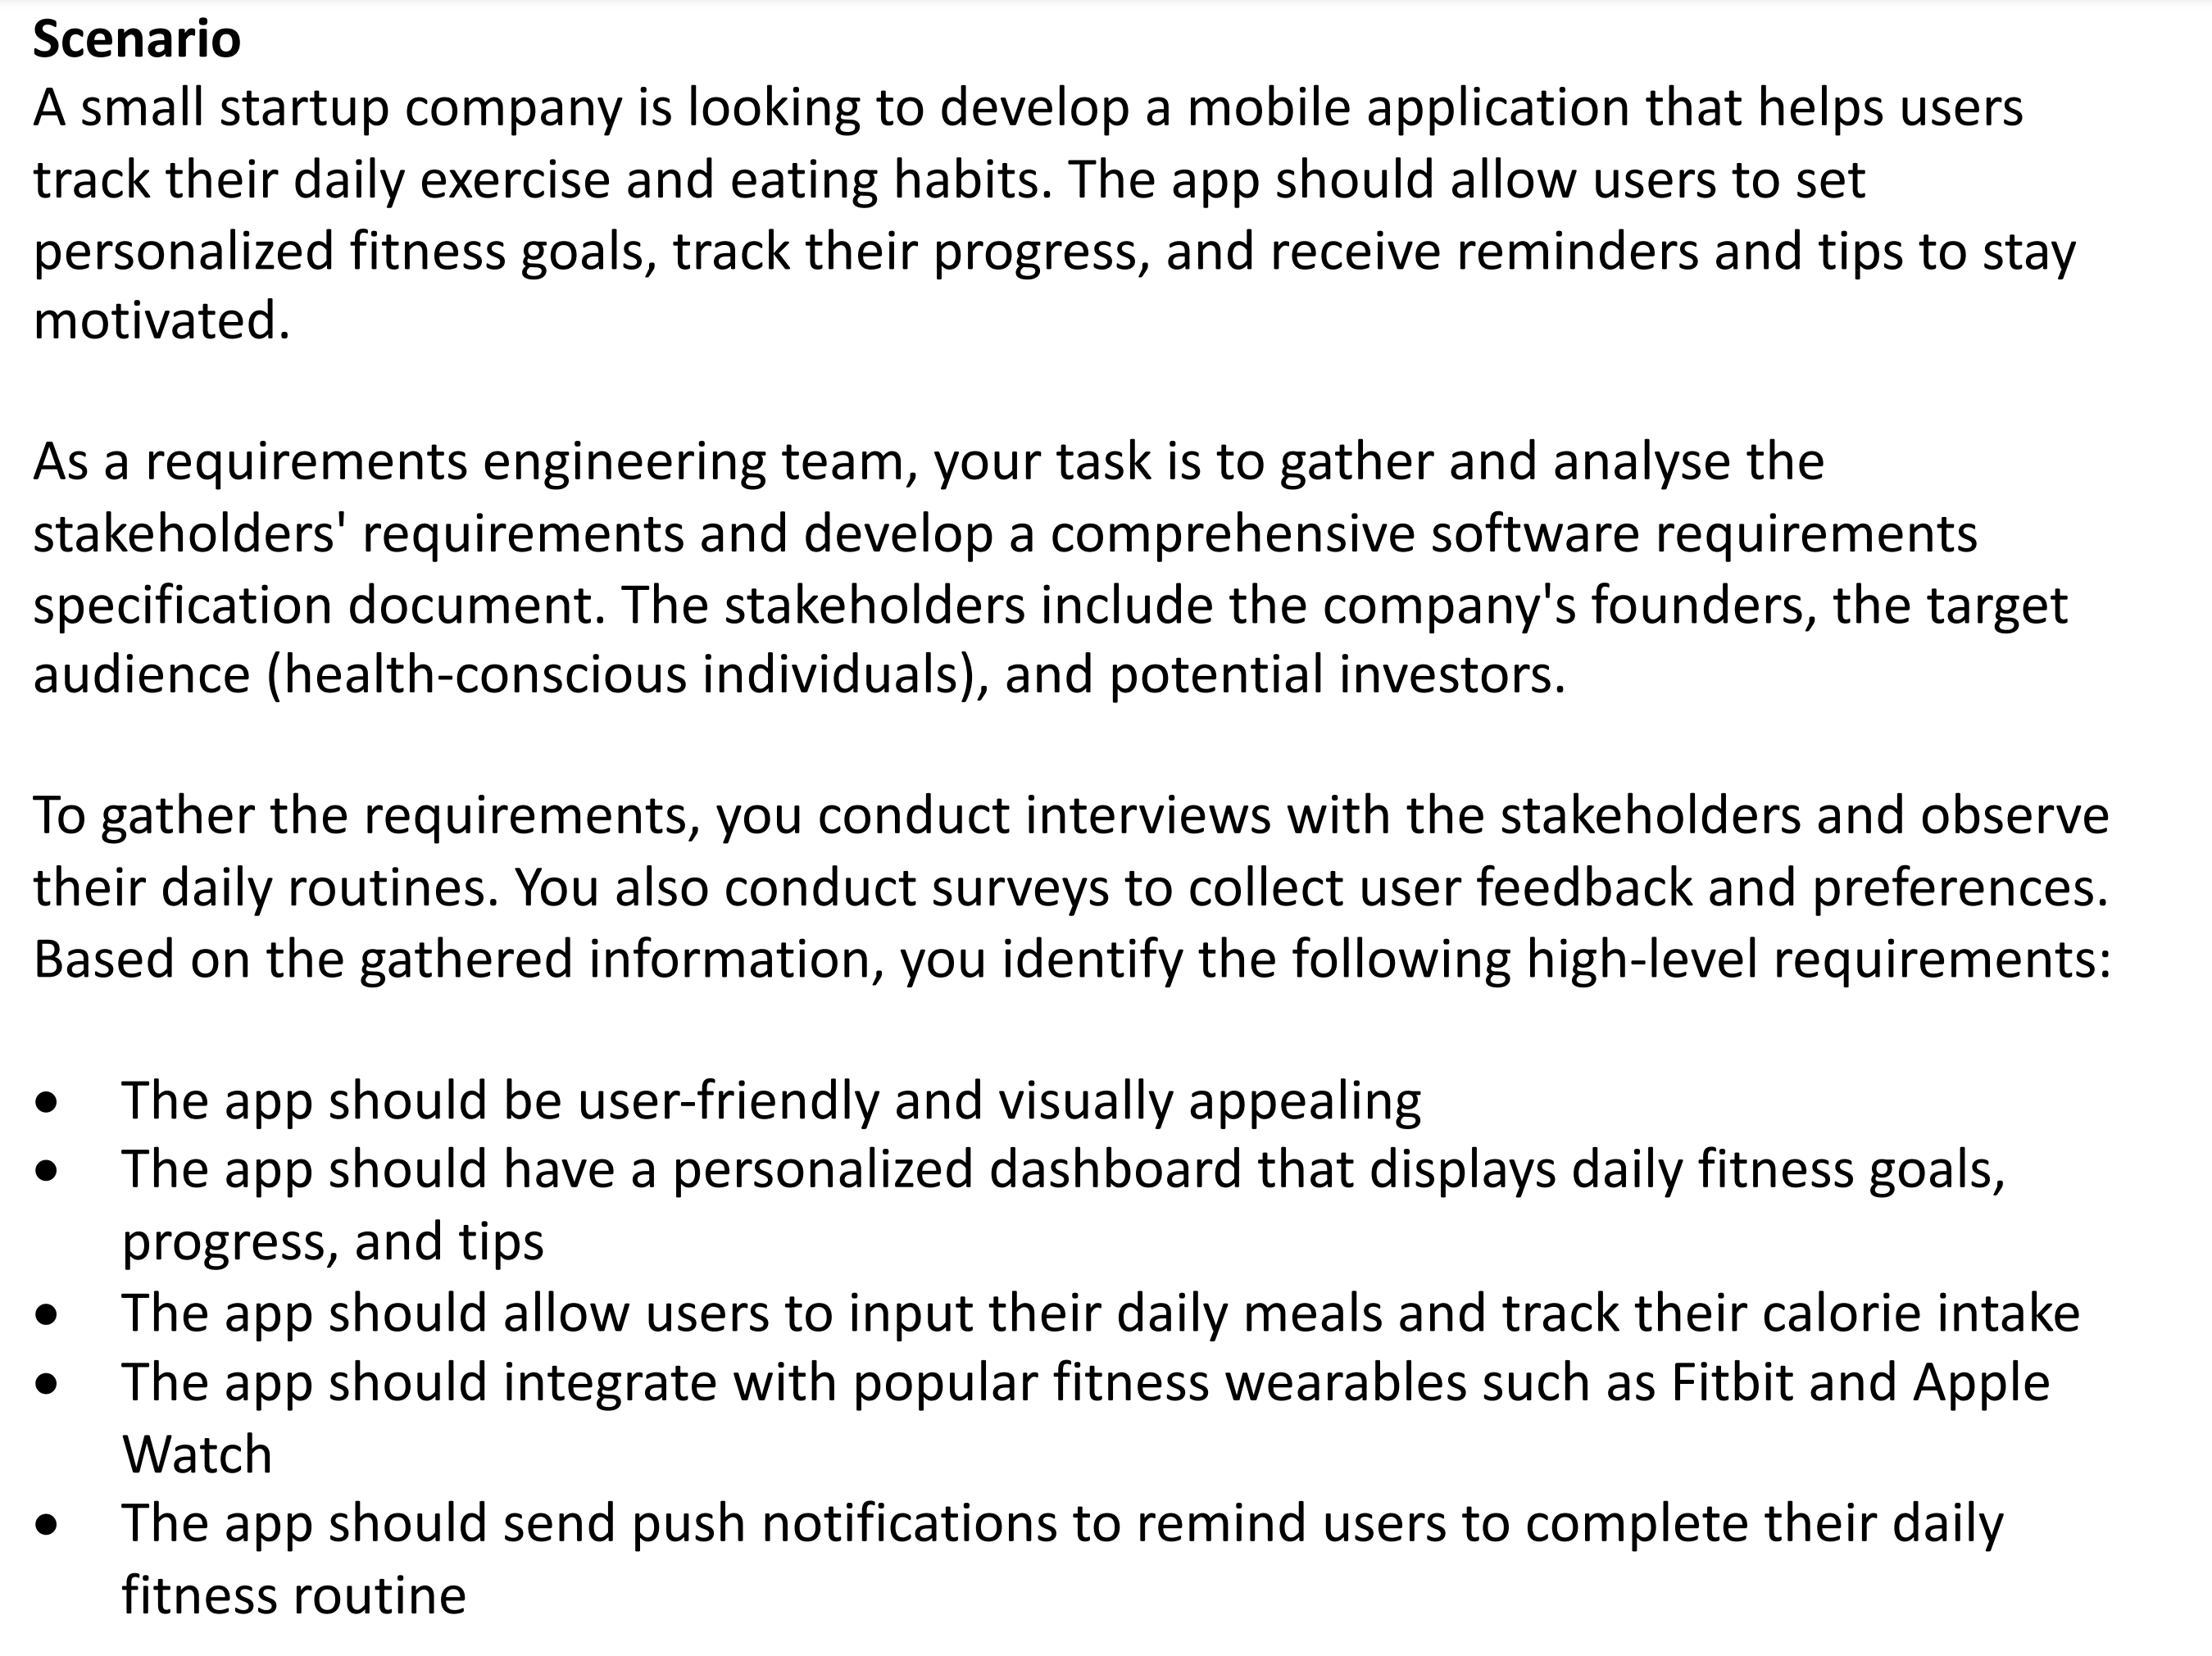 Scenario
A small startup company is looking to develop a mobile application that helps users
track their daily exercise and eating habits. The app should allow users to set
personalized fitness goals, track their progress, and receive reminders and tips to stay
motivated.
As a requirements engineering team, your task is to gather and analyse the
stakeholders' requirements and develop a comprehensive software requirements
specification document. The stakeholders include the company's founders, the target
audience (health-conscious individuals), and potential investors.
To gather the requirements, you conduct interviews with the stakeholders and observe
their daily routines. You also conduct surveys to collect user feedback and preferences.
Based on the gathered information, you identify the following high-level requirements:
• The app should be user-friendly and visually appealing
• The app should have a personalized dashboard that displays daily fitness goals,
progress, and tips
• The app should allow users to input their daily meals and track their calorie intake
• The app should integrate with popular fitness wearables such as Fitbit and Apple
Watch
• The app should send push notifications to remind users to complete their daily
fitness routine